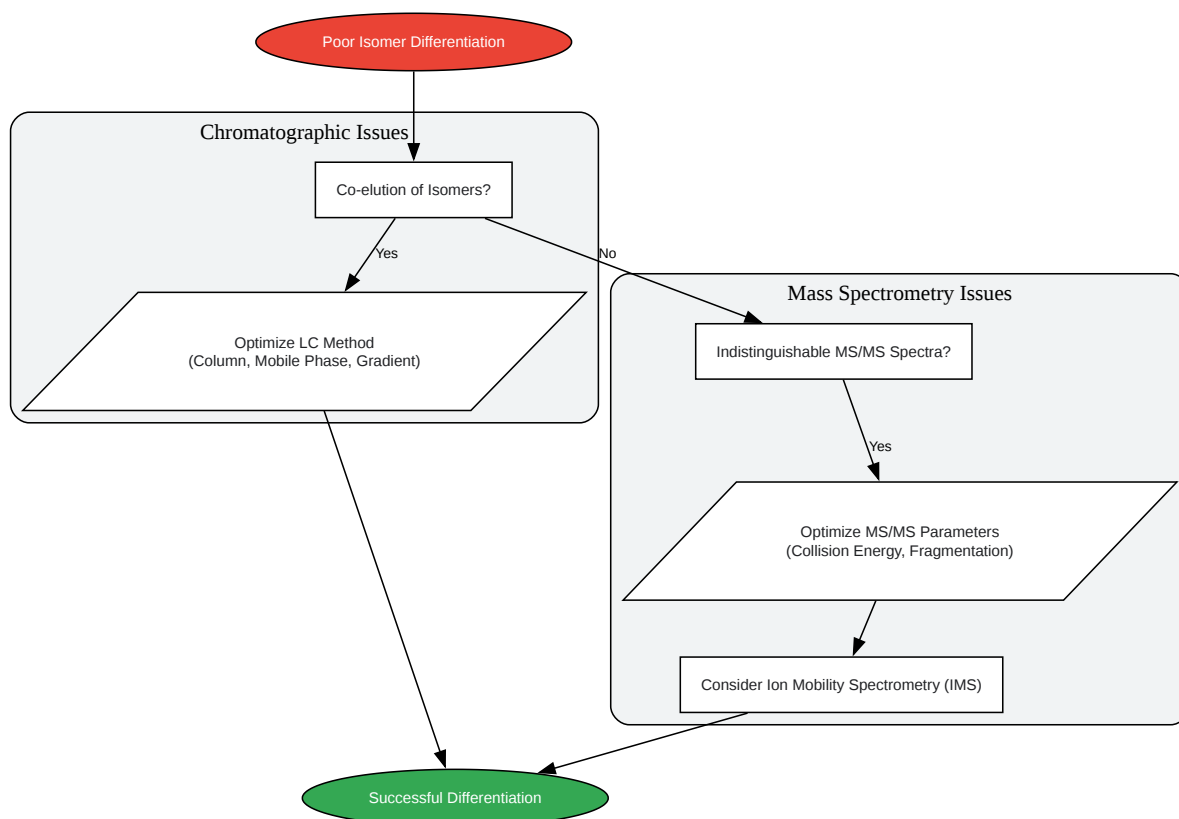 Poor Isomer Differentiation
Chromatographic Issues
Co-elution of Isomers?
Yes
No
Optimize LC Method
(Column, Mobile Phase, Gradient)
Mass Spectrometry Issues
Indistinguishable MS/MS Spectra?
Yes
Optimize MS/MS Parameters
(Collision Energy, Fragmentation)
Consider Ion Mobility Spectrometry (IMS)
Successful Differentiation